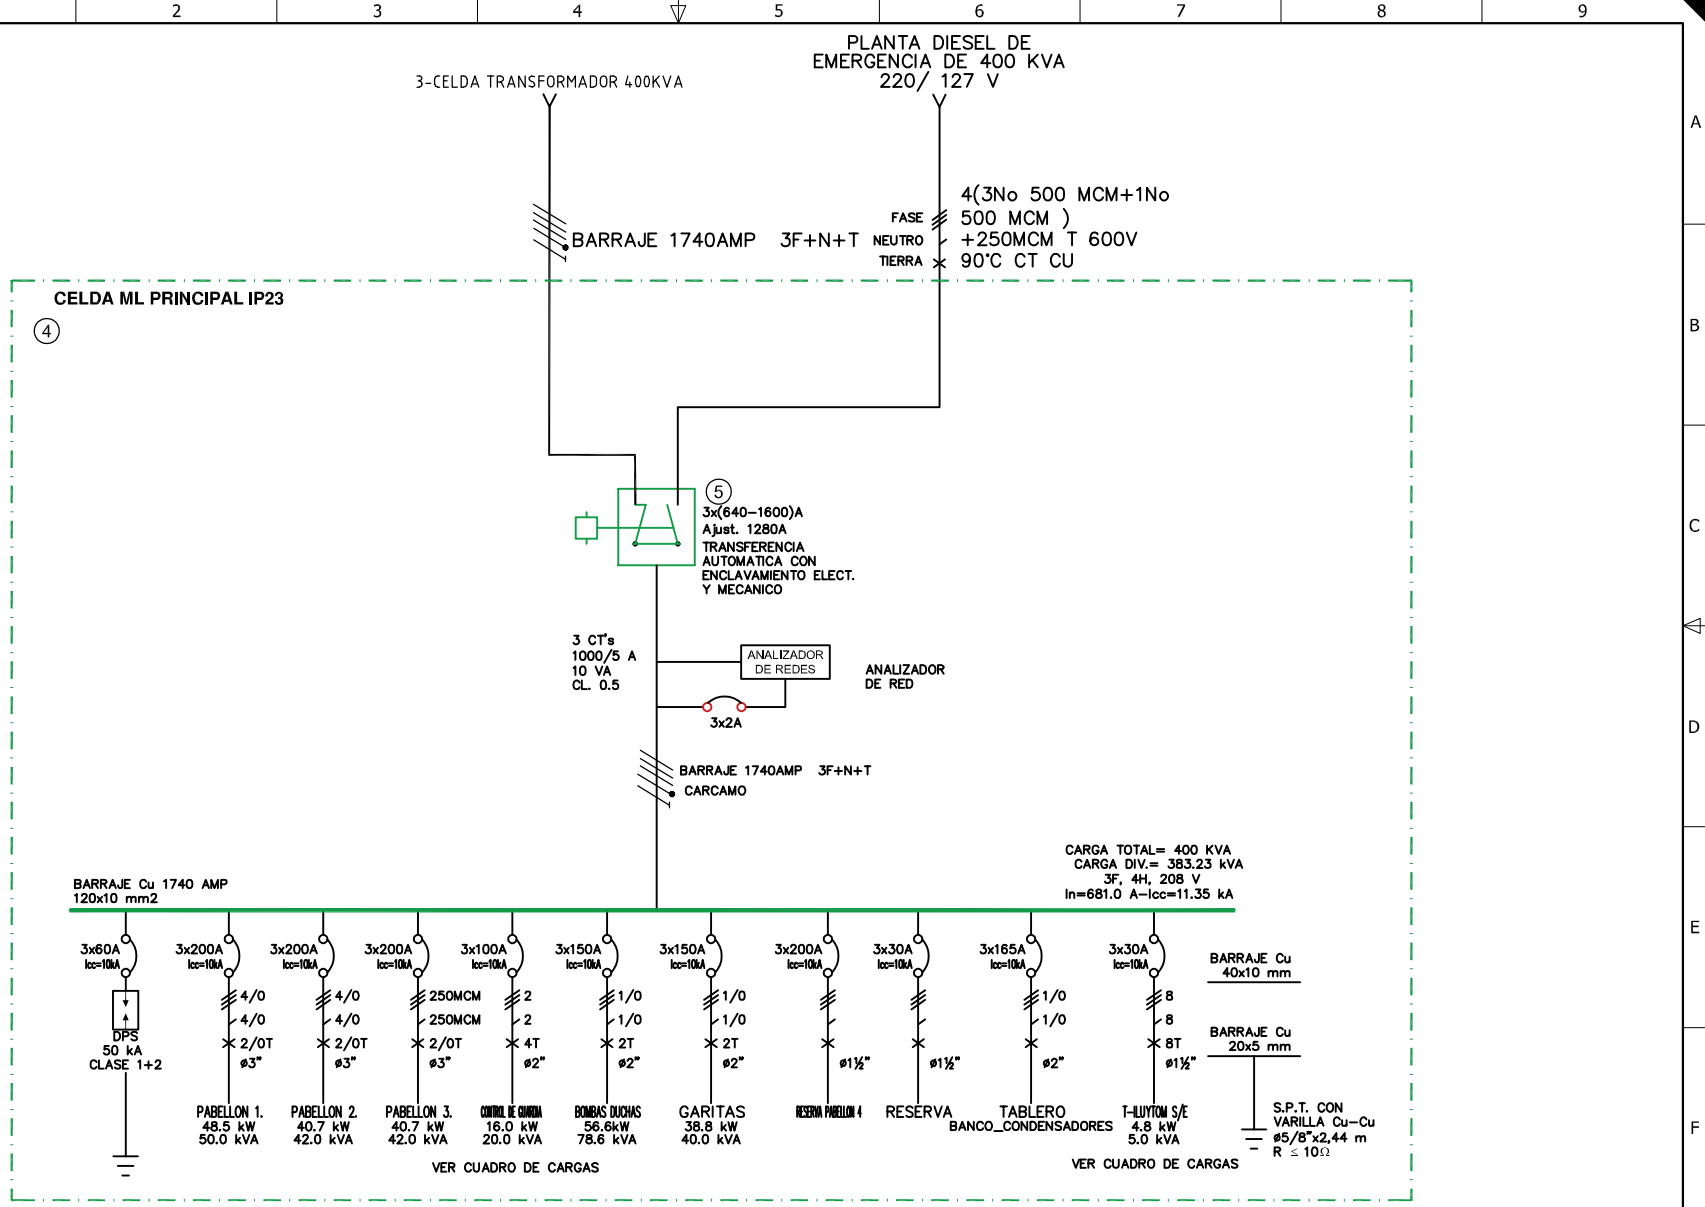 2 3 4 5 6 7 8 9
A
B
C
D
E
F
3-CELDA TRANSFORMADOR 400KVA
PLANTA DIESEL DE
EMERGENCIA DE 400 KVA
220/ 127 V
BARRAJE 1740AMP 3F+N+T
FASE
NEUTRO
TIERRA
4(3No 500 MCM+1No
500 MCM )
+250MCM T 600V
90°C CT CU
CELDA ML PRINCIPAL IP23
4
5
3x(640-1600)A
Ajust. 1280A
TRANSFERENCIA
AUTOMATICA CON
ENCLAVAMIENTO ELECT.
Y MECANICO
3 CT's
1000/5 A
10 VA
CL. 0.5
ANALIZADOR
DE REDES
ANALIZADOR
DE RED
3x2A
BARRAJE 1740AMP 3F+N+T
CARCAMO
CARGA TOTAL= 400 KVA
CARGA DIV.= 383.23 kVA
3F, 4H, 208 V
In=681.0 A-Icc=11.35 kA
BARRAJE Cu 1740 AMP
120x10 mm2
3x60A
Icc=10kA
DPS
50 kA
CLASE 1+2
3x200A
Icc=10kA
4/0
4/0
2/0T
ø3"
PABELLON 1.
48.5 kW
50.0 kVA
3x200A
Icc=10kA
4/0
4/0
2/0T
ø3"
PABELLON 2.
40.7 kW
42.0 kVA
3x200A
Icc=10kA
250MCM
250MCM
2/0T
ø3"
PABELLON 3.
40.7 kW
42.0 kVA
3x100A
Icc=10kA
2
2
4T
ø2"
CONTROL DE GUARDIA
16.0 kW
20.0 kVA
3x150A
Icc=10kA
1/0
1/0
2T
ø2"
BOMBAS DUCHAS
56.6kW
78.6 kVA
3x150A
Icc=10kA
1/0
1/0
2T
ø2"
GARITAS
38.8 kW
40.0 kVA
3x200A
Icc=10kA
ø1½"
RESERVA PABELLON 4
3x30A
Icc=10kA
ø1½"
RESERVA
3x165A
Icc=10kA
1/0
1/0
ø2"
TABLERO
BANCO_CONDENSADORES
3x30A
Icc=10kA
8
8
8T
ø1½"
T-ILUYTOM S/E
4.8 kW
5.0 kVA
VER CUADRO DE CARGAS
VER CUADRO DE CARGAS
BARRAJE Cu
40x10 mm
BARRAJE Cu
20x5 mm
S.P.T. CON
VARILLA Cu-Cu
ø5/8"x2,44 m
R ≤ 10Ω